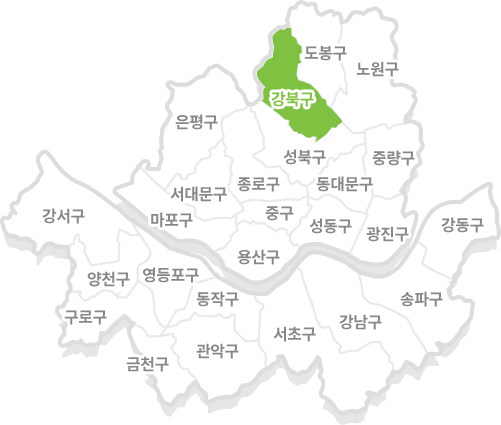 도봉구
노원구
강북구
은평구
성북구
중량구
서대문구
종로구
동대문구
마포구
중구
성동구
광진구
강동구
강서구
용산구
양천구
영등포구
동작구
송파구
구로구
강남구
서초구
관악구
금천구